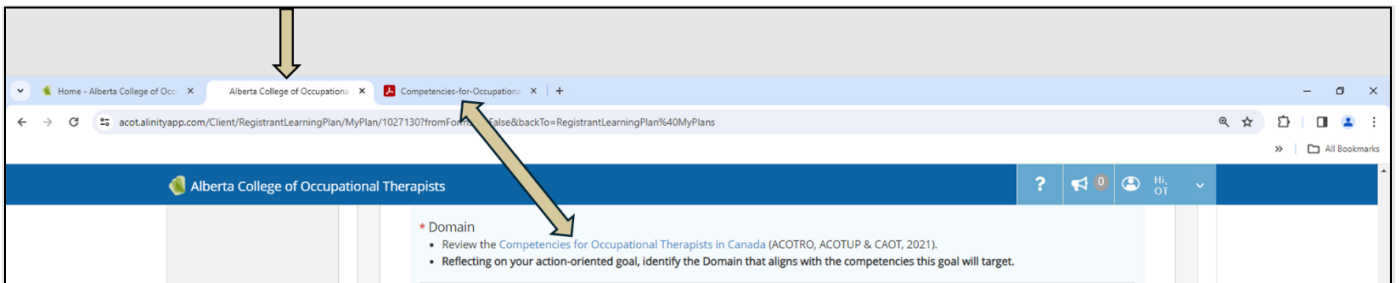 Home - Alberta College of Occ Alberta College of Occupationa Competencies-for-Occupationa
acot.alinityapp.com/Client/RegistrantLearningPlan/MyPlan/1027130?fromForm False&backTo=RegistrantLearningPlan%40MyPlans
» All Bookmarks
Alberta College of Occupational Therapists ? 0 Hi,
OT
* Domain
• Review the Competencies for Occupational Therapists in Canada (ACOTRO, ACOTUP & CAOT, 2021).
• Reflecting on your action-oriented goal, identify the Domain that aligns with the competencies this goal will target.